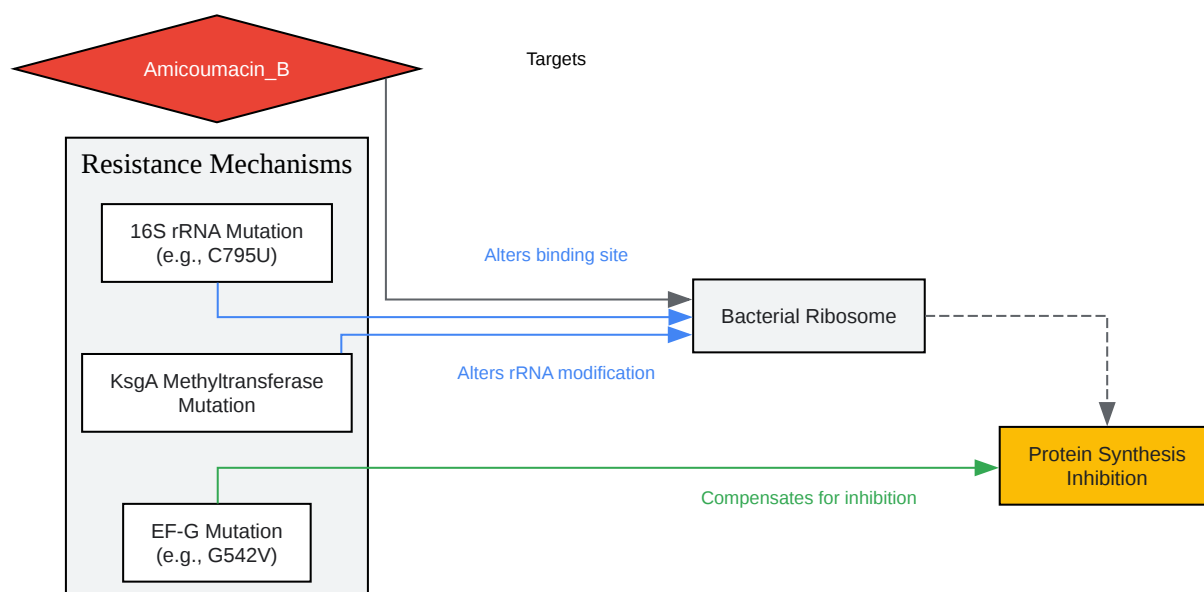 Amicoumacin_B
Targets
Resistance Mechanisms
16S rRNA Mutation
(e.g., C795U)
Alters binding site
Bacterial Ribosome
KsgA Methyltransferase
Mutation
Alters rRNA modification
Protein Synthesis
Inhibition
Compensates for inhibition
EF-G Mutation
(e.g., G542V)